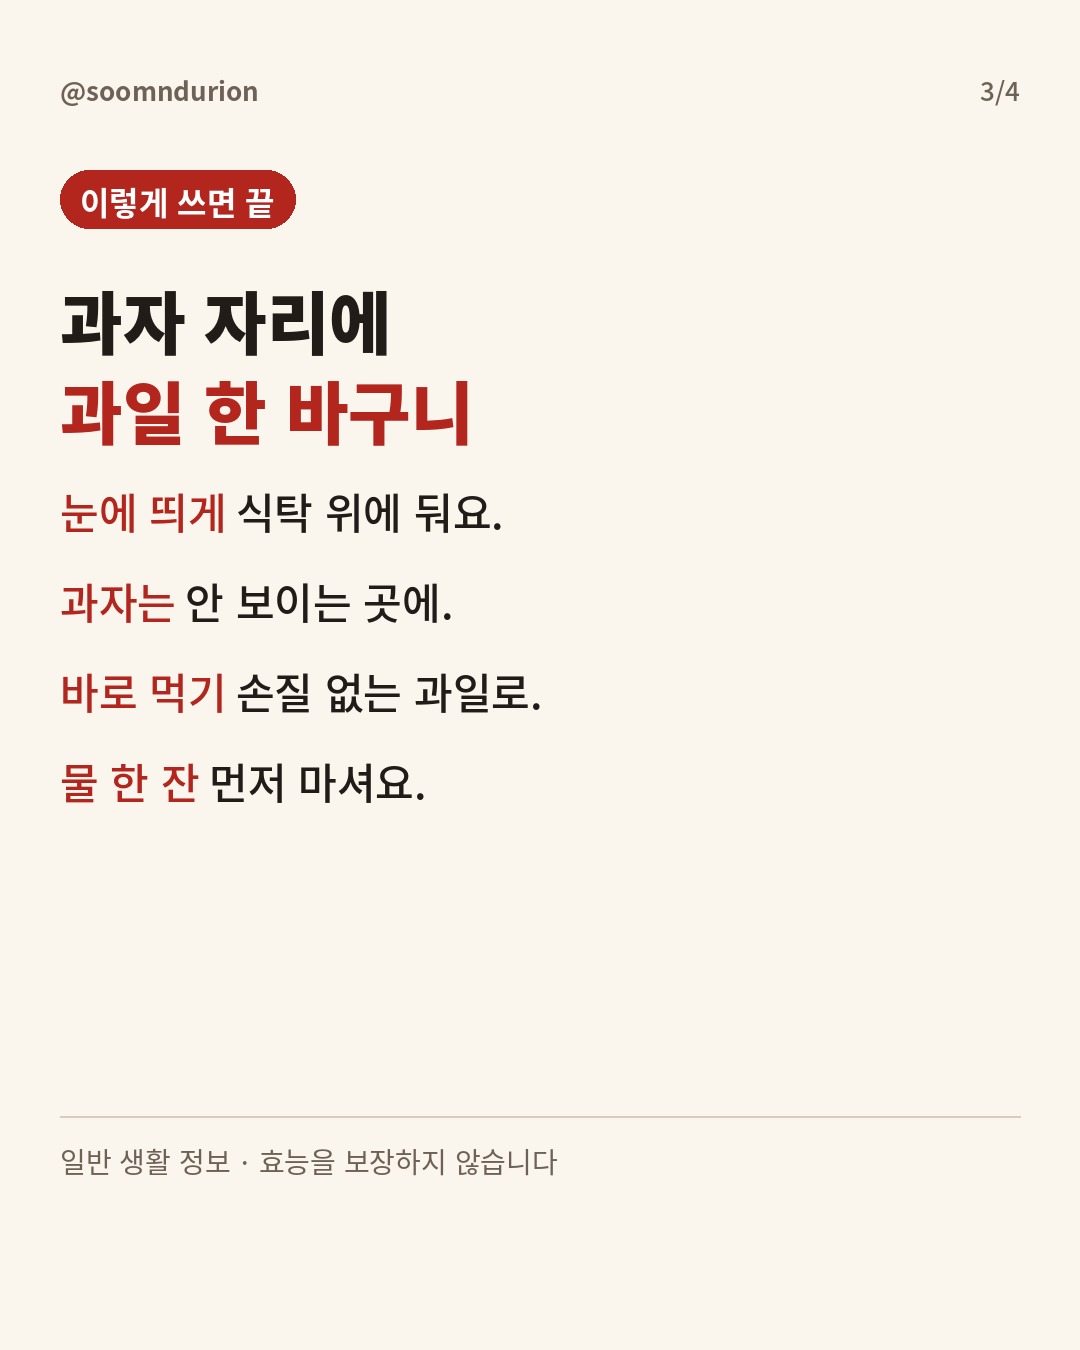 @soomndurion
3/4
이렇게 쓰면 끝
과자 자리에
과일 한 바구니
눈에 띄게 식탁 위에 둬요.
과자는 안 보이는 곳에.
바로 먹기 손질 없는 과일로.
물 한 잔 먼저 마셔요.
일반 생활 정보 · 효능을 보장하지 않습니다